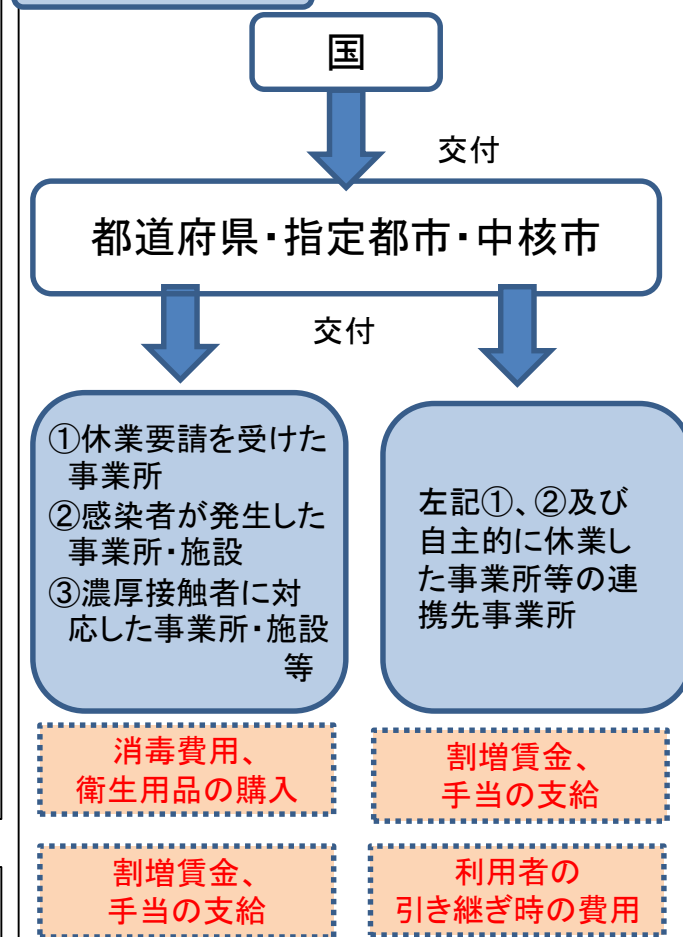 国
交付
都道府県・指定都市・中核市
交付
①休業要請を受けた
事業所
②感染者が発生した
事業所・施設
③濃厚接触者に対
応した事業所・施設
等
左記①、②及び
自主的に休業し
た事業所等の連
携先事業所
消毒費用、
衛生用品の購入
割増賃金、
手当の支給
割増賃金、
手当の支給
利用者の
引き継ぎ時の費用